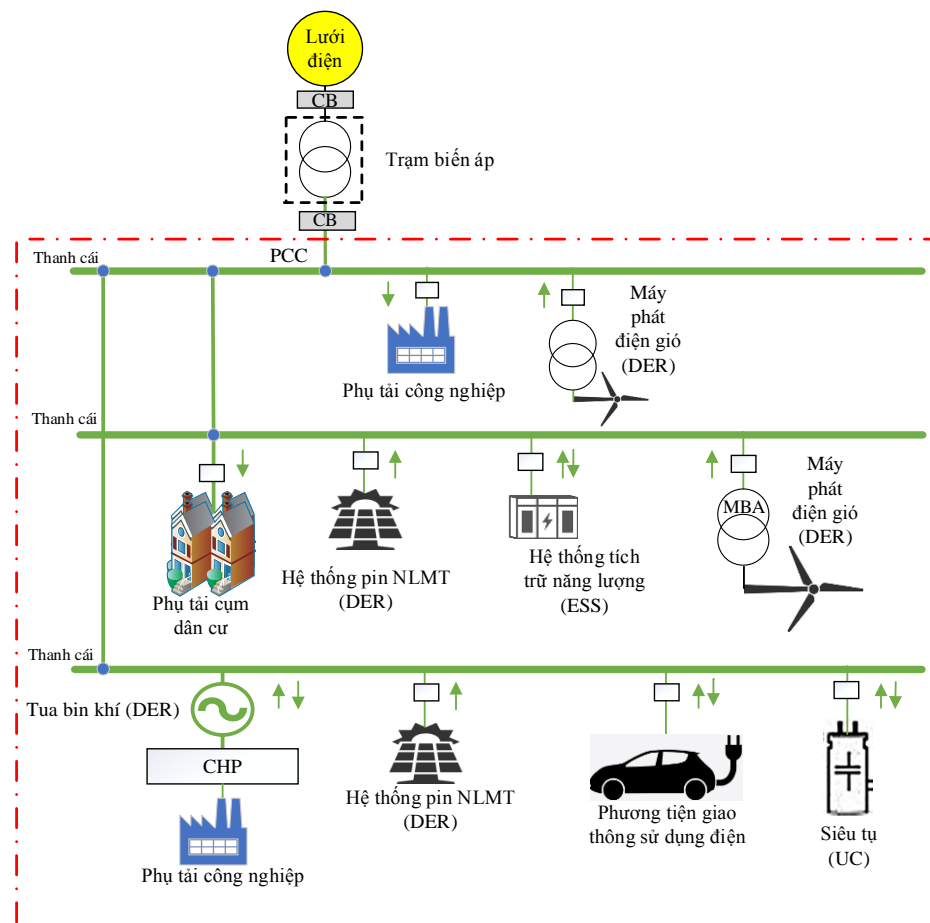 Lưới
điện
CB
Trạm biến áp
CB
PCC
Thanh cái
Máy
phát
điện gió
(DER)
Phụ tải công nghiệp
Thanh cái
MBA
Máy
phát
điện gió
(DER)
Hệ thống pin NLMT
(DER)
Hệ thống tích
trữ năng lượng
(ESS)
Phụ tải cụm
dân cư
Thanh cái
Tua bin khí (DER)
CHP
Phụ tải công nghiệp
Hệ thống pin NLMT
(DER)
Phương tiện giao
thông sử dụng điện
Siêu tụ
(UC)